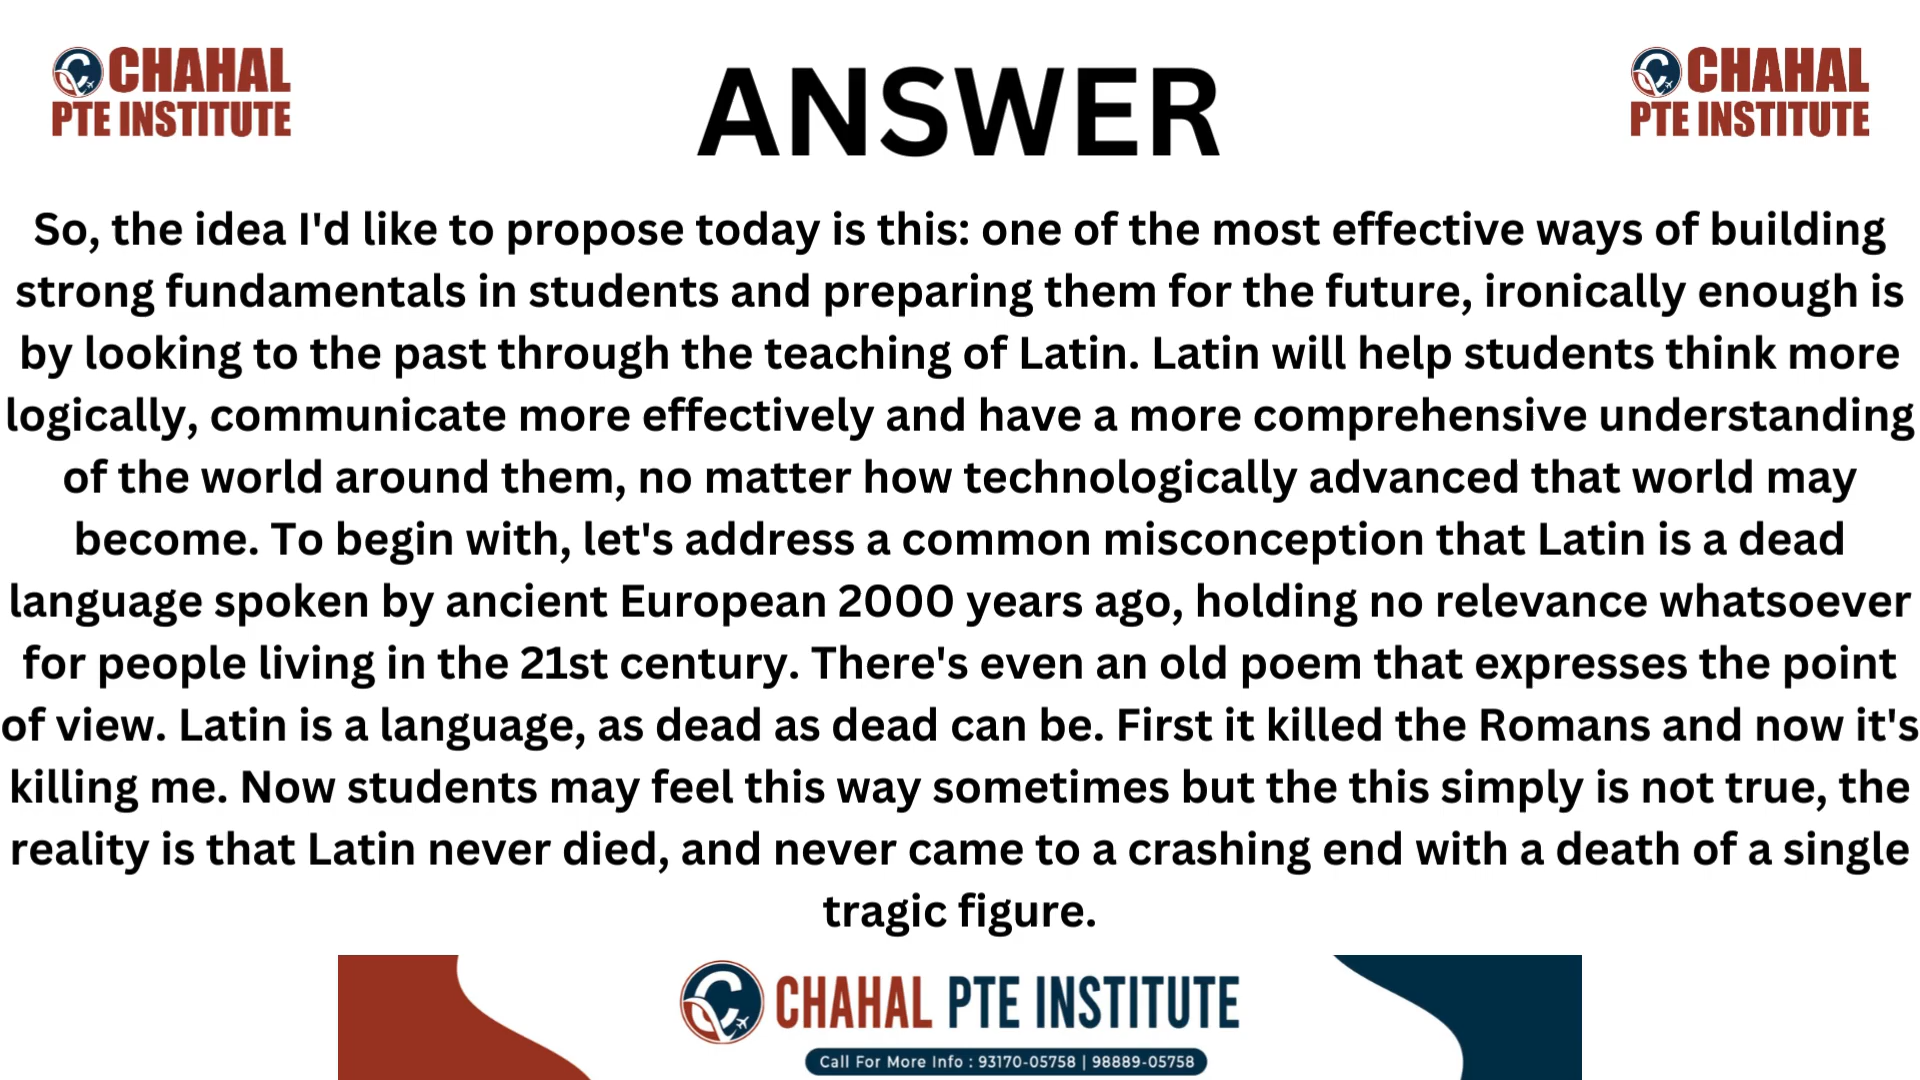 CHAHAL
PTE INSTITUTE
ANSWER
CHAHAL
PTE INSTITUTE
So, the idea I'd like to propose today is this: one of the most effective ways of building
strong fundamentals in students and preparing them for the future, ironically enough is
by looking to the past through the teaching of Latin. Latin will help students think more
logically, communicate more effectively and have a more comprehensive understanding
of the world around them, no matter how technologically advanced that world may
become. To begin with, let's address a common misconception that Latin is a dead
language spoken by ancient European 2000 years ago, holding no relevance whatsoever
for people living in the 21st century. There's even an old poem that expresses the point
of view. Latin is a language, as dead as dead can be. First it killed the Romans and now it's
killing me. Now students may feel this way sometimes but the this simply is not true, the
reality is that Latin never died, and never came to a crashing end with a death of a single
tragic figure.
CHAHAL PTE INSTITUTE
Call For More Info : 93170-05758 | 98889-05758